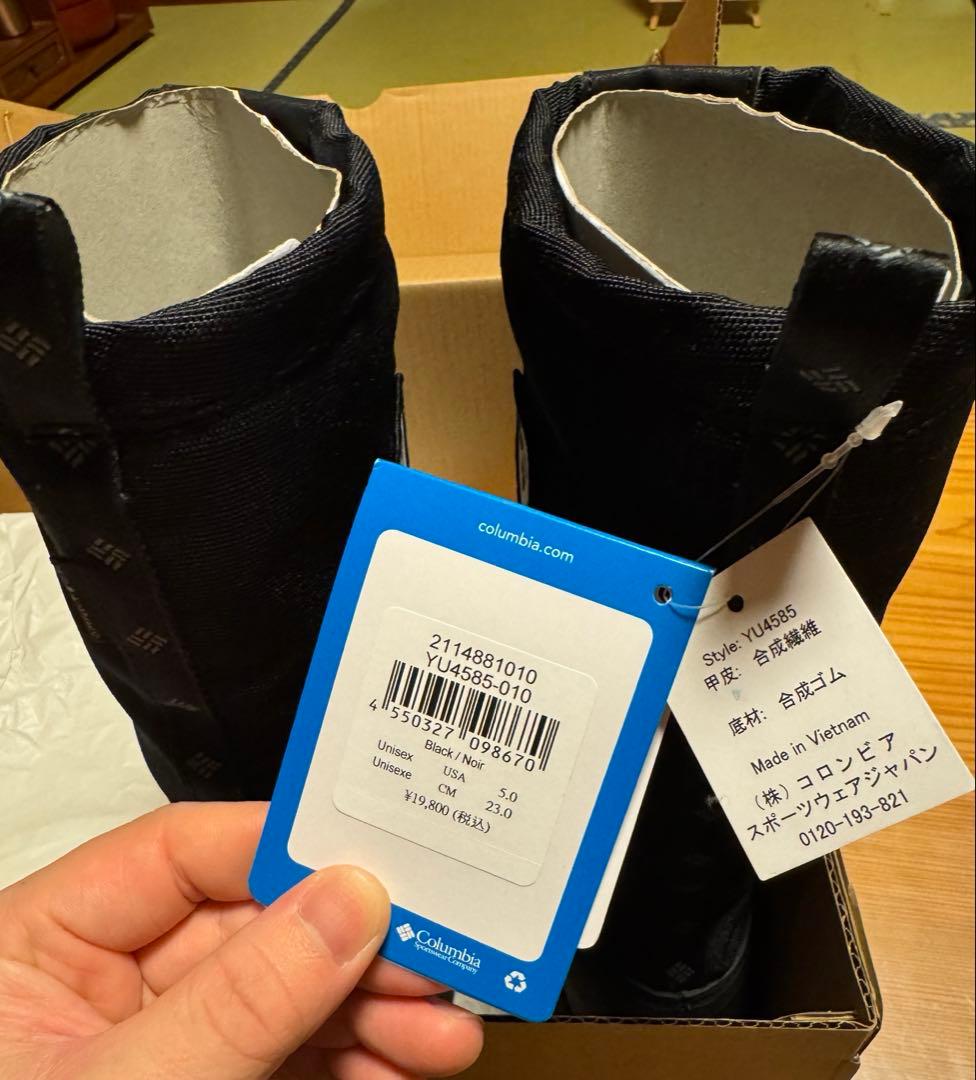 columbia.com
2114881010
YU4585-010
4 550327 098670
Black / Noir
Unisex USA 5.0
Unisexe CM 23.0
¥19,800 (税込)
Columbia
Sportswear Company
Style: YU4585
甲皮: 合成繊維
底材: 合成ゴム
Made in Vietnam
(株) コロンビア
スポーツウェアジャパン
0120-193-821